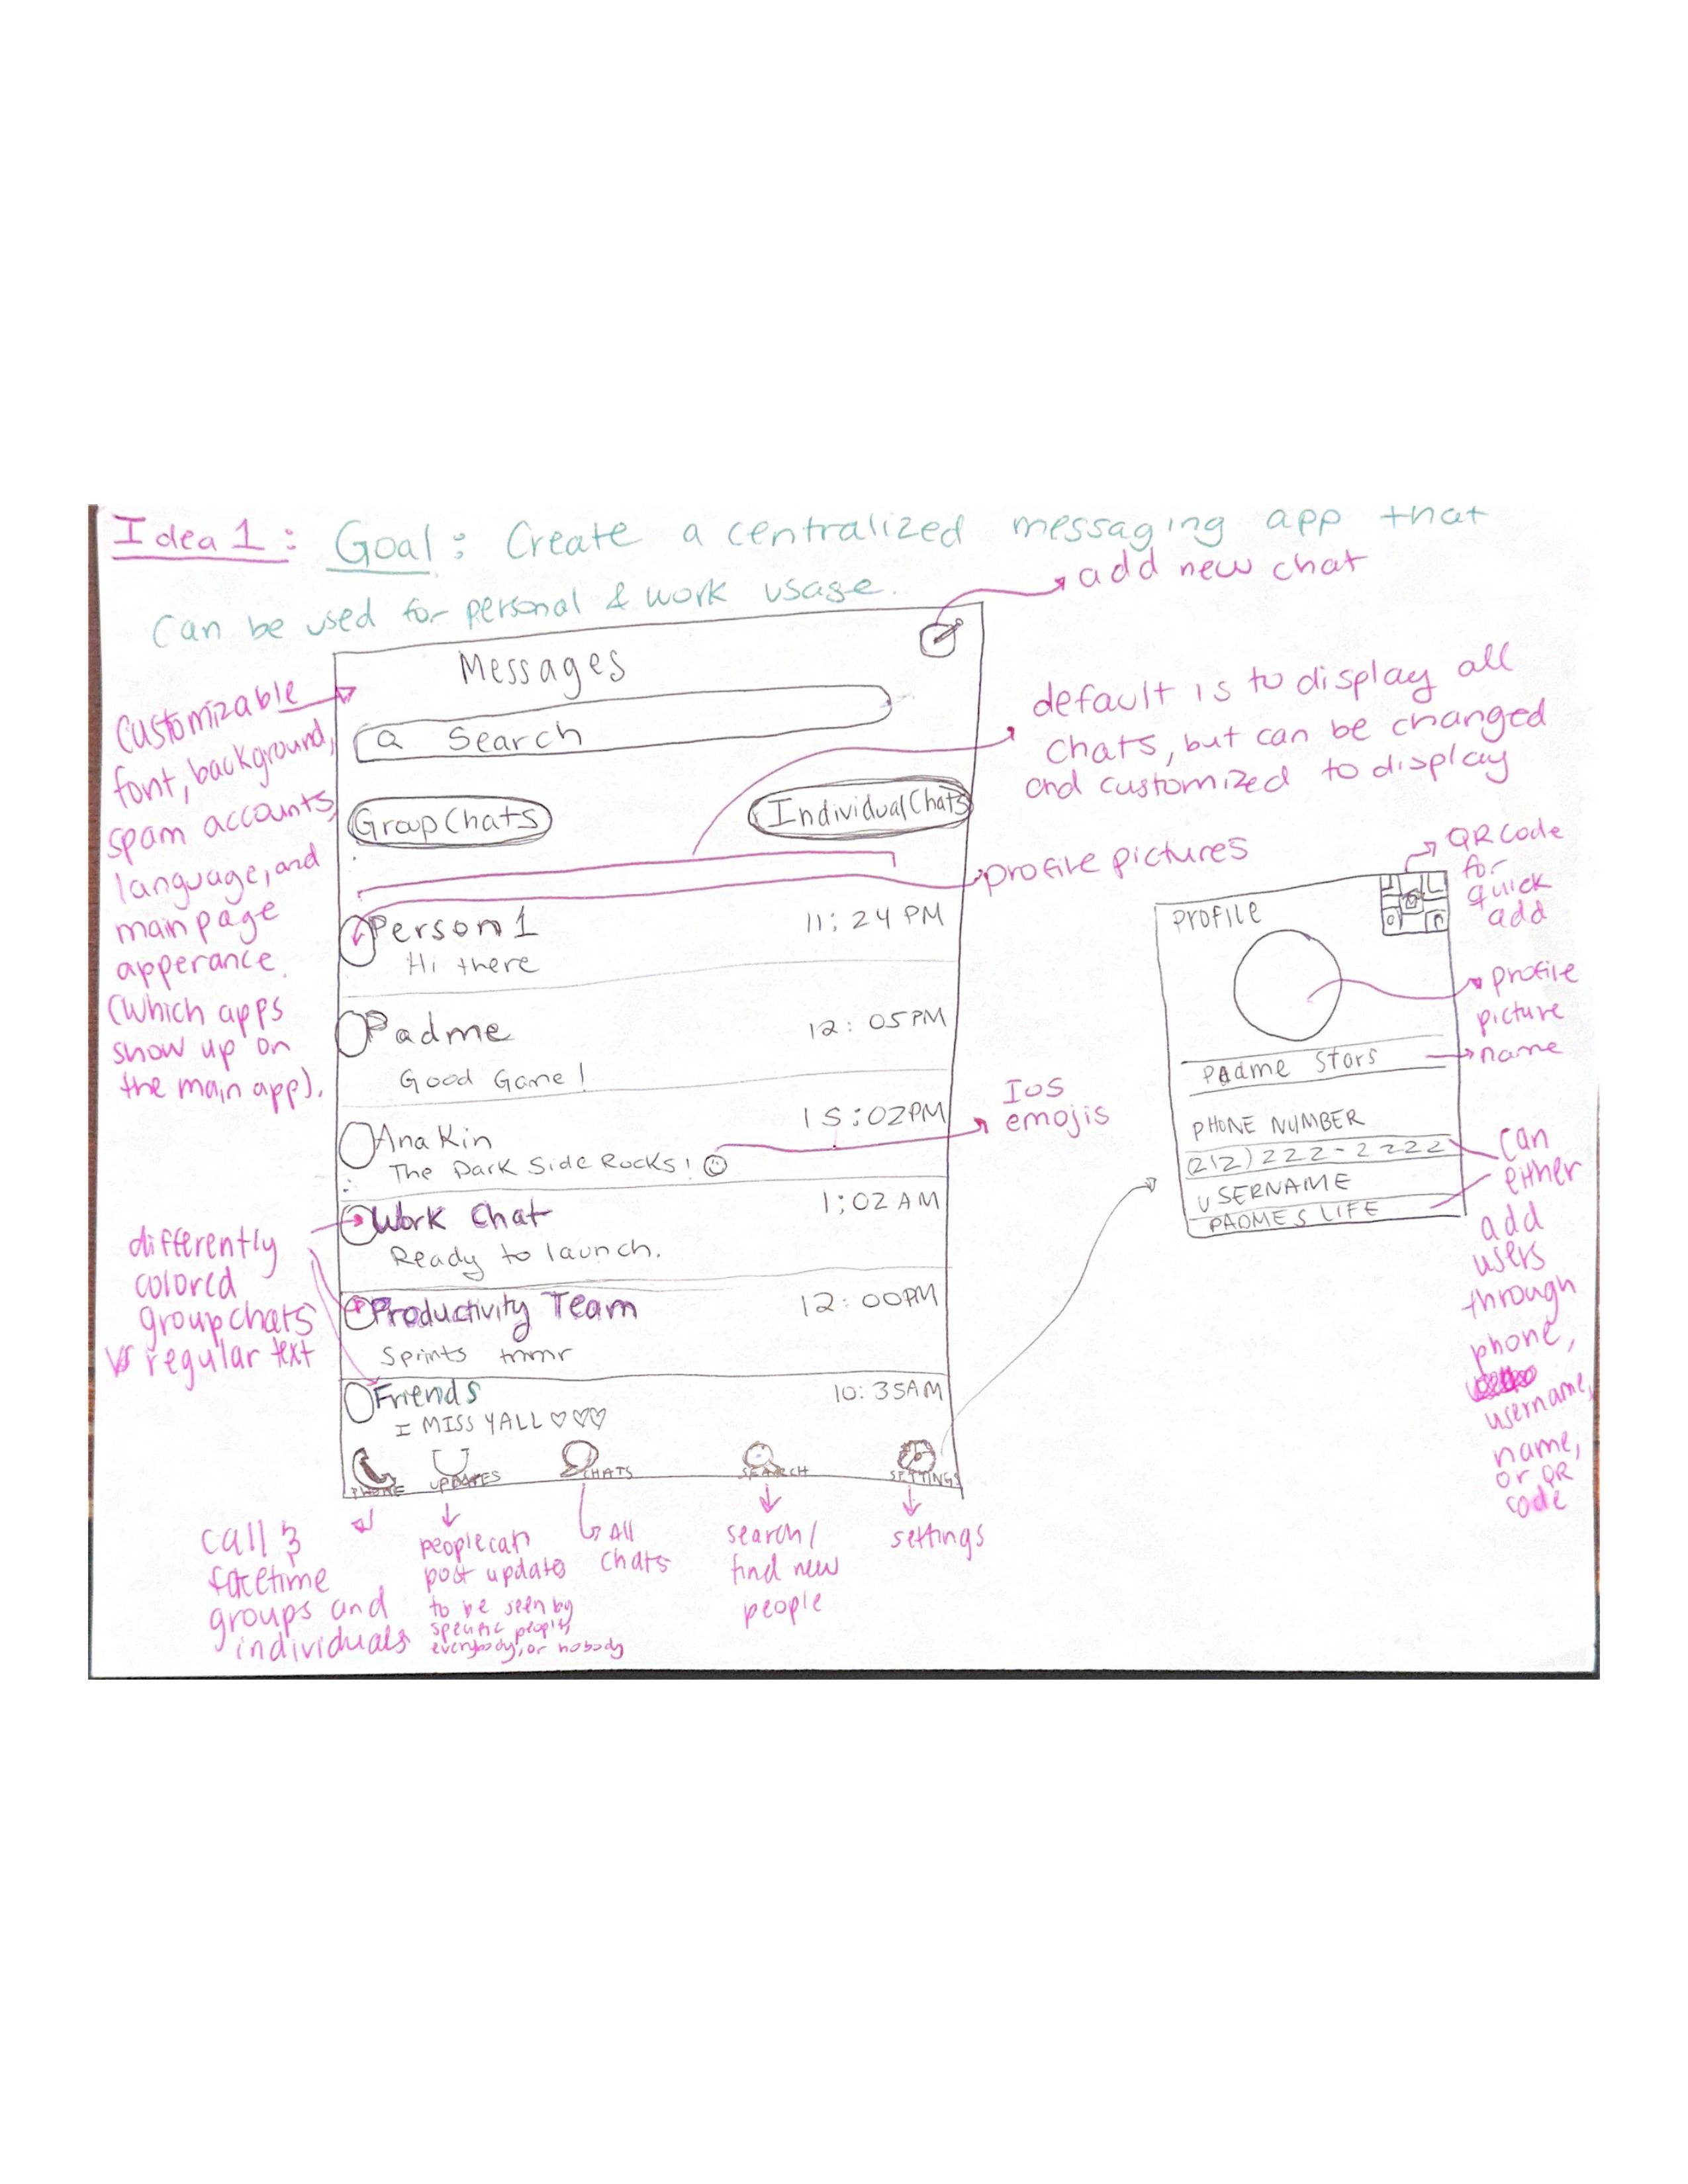 Idea 1: Goal: Create a centralized messaging app that
can be used for personal & work usage.
add new chat
Messages
Search
Group Chats
Individual Chats
Customizable
font, background,
spam accounts,
language, and
main page
apperance.
(which apps
show up on
the main app).
default is to display all
chats, but can be changed
and customized to display
profile pictures
Person 1 11:24 PM
Hi there
Padme 12:05PM
Good Game!
Ana Kin 15:02PM
The Dark Side Rocks! ☺
IOS
emojis
Work Chat 1:02 AM
Ready to launch.
Productivity Team 12:00PM
Sprints tmmr
Friends 10:35AM
I MISS YALL ♡♡♡
differently
colored
group chats
vs regular text
PHONE
UPDATES
CHATS
SEARCH
SETTINGS
call &
facetime
groups and
individuals
people can
post updates
to be seen by
specific people,
everybody, or nobody
All
chats
search/
find new
people
settings
PROFILE
QR code
for
quick
add
profile
picture
Padme Stars
name
PHONE NUMBER
(212) 222-2222
USERNAME
PADMES LIFE
can
either
add
users
through
phone,
username,
name,
or QR
code